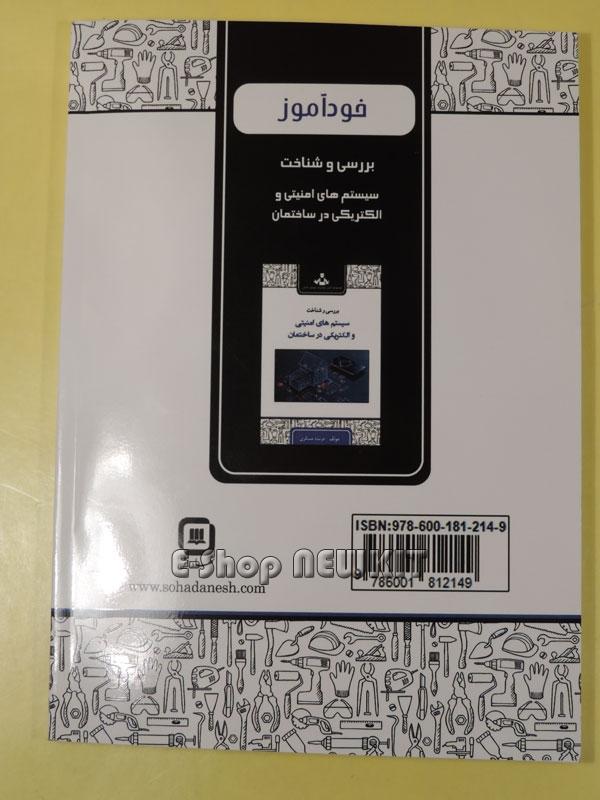 خودآموز
بررسی و شناخت
سیستم های امنیتی و
الکتریکی در ساختمان
بررسی و شناخت
سیستم های امنیتی
و الکتریکی در ساختمان
ISBN:978-600-181-214-9
9 786001 812149
E-Shop NEWKIT
www.sohadanesh.com